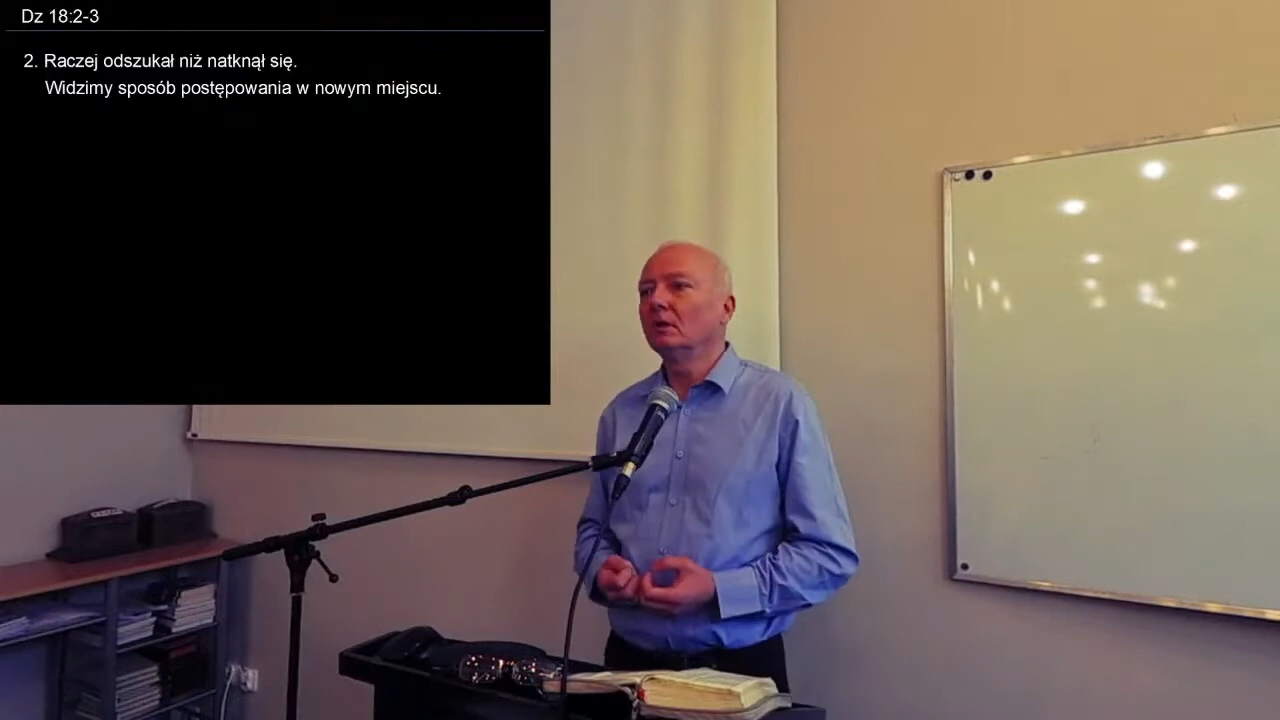 Dz 18:2-3
2. Raczej odszukał niż natknął się.
Widzimy sposób postępowania w nowym miejscu.